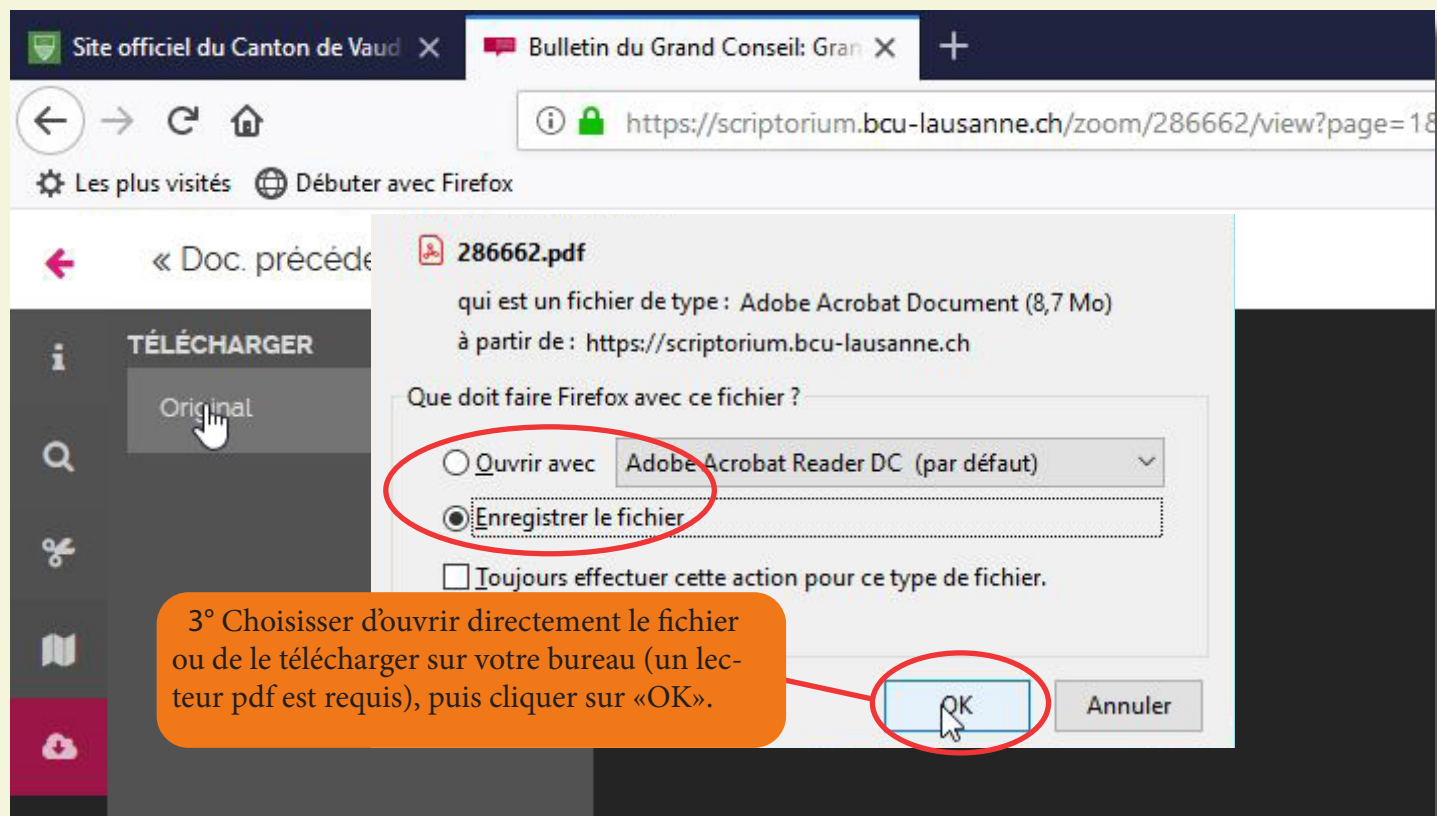 Site officiel du Canton de Vaud
Bulletin du Grand Conseil: Gran
https://scriptorium.bcu-lausanne.ch/zoom/286662/view?page=18
Les plus visités Débuter avec Firefox
« Doc. précéde
286662.pdf
qui est un fichier de type : Adobe Acrobat Document (8,7 Mo)
à partir de : https://scriptorium.bcu-lausanne.ch
TÉLÉCHARGER
Original
Que doit faire Firefox avec ce fichier ?
Ouvrir avec Adobe Acrobat Reader DC (par défaut)
Enregistrer le fichier
Toujours effectuer cette action pour ce type de fichier.
3° Choisisser d’ouvrir directement le fichier
ou de le télécharger sur votre bureau (un lec-
teur pdf est requis), puis cliquer sur «OK».
OK Annuler